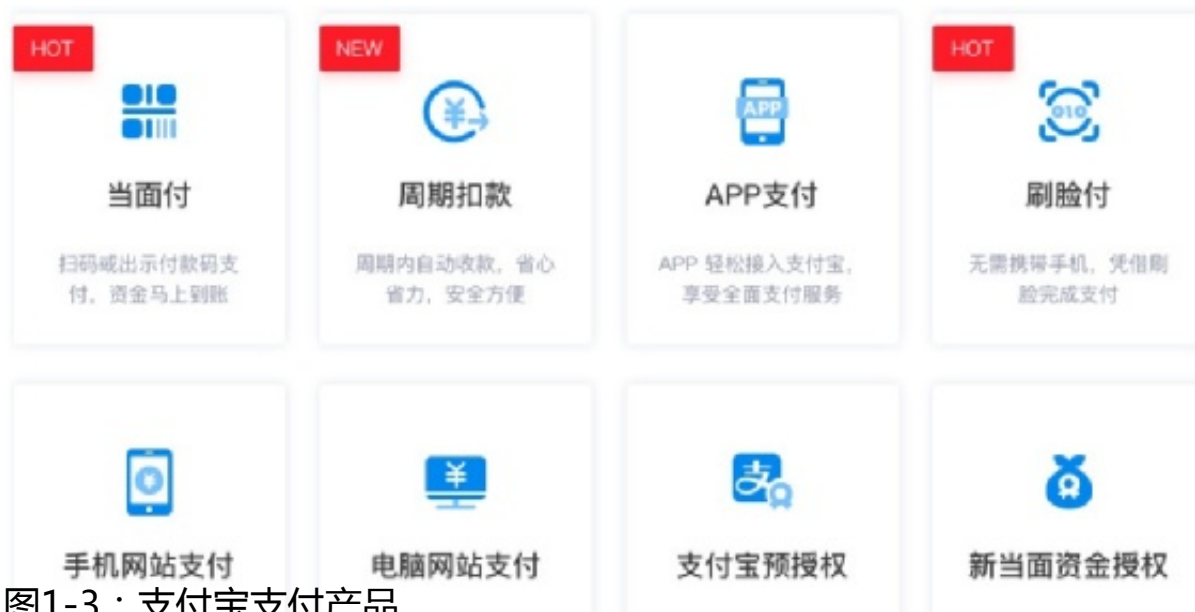 HOT
NEW
HOT
APP
010
当面付
周期扣款
APP支付
刷脸付
扫码或出示付款码支
付，资金马上到账
周期内自动收款，省心
省力，安全方便
APP 轻松接入支付宝，
享受全面支付服务
无需携带手机，凭借刷
脸完成支付
¥
¥
支
手机网站支付
电脑网站支付
支付宝预授权
新当面资金授权
图1-3：支付宝支付产品